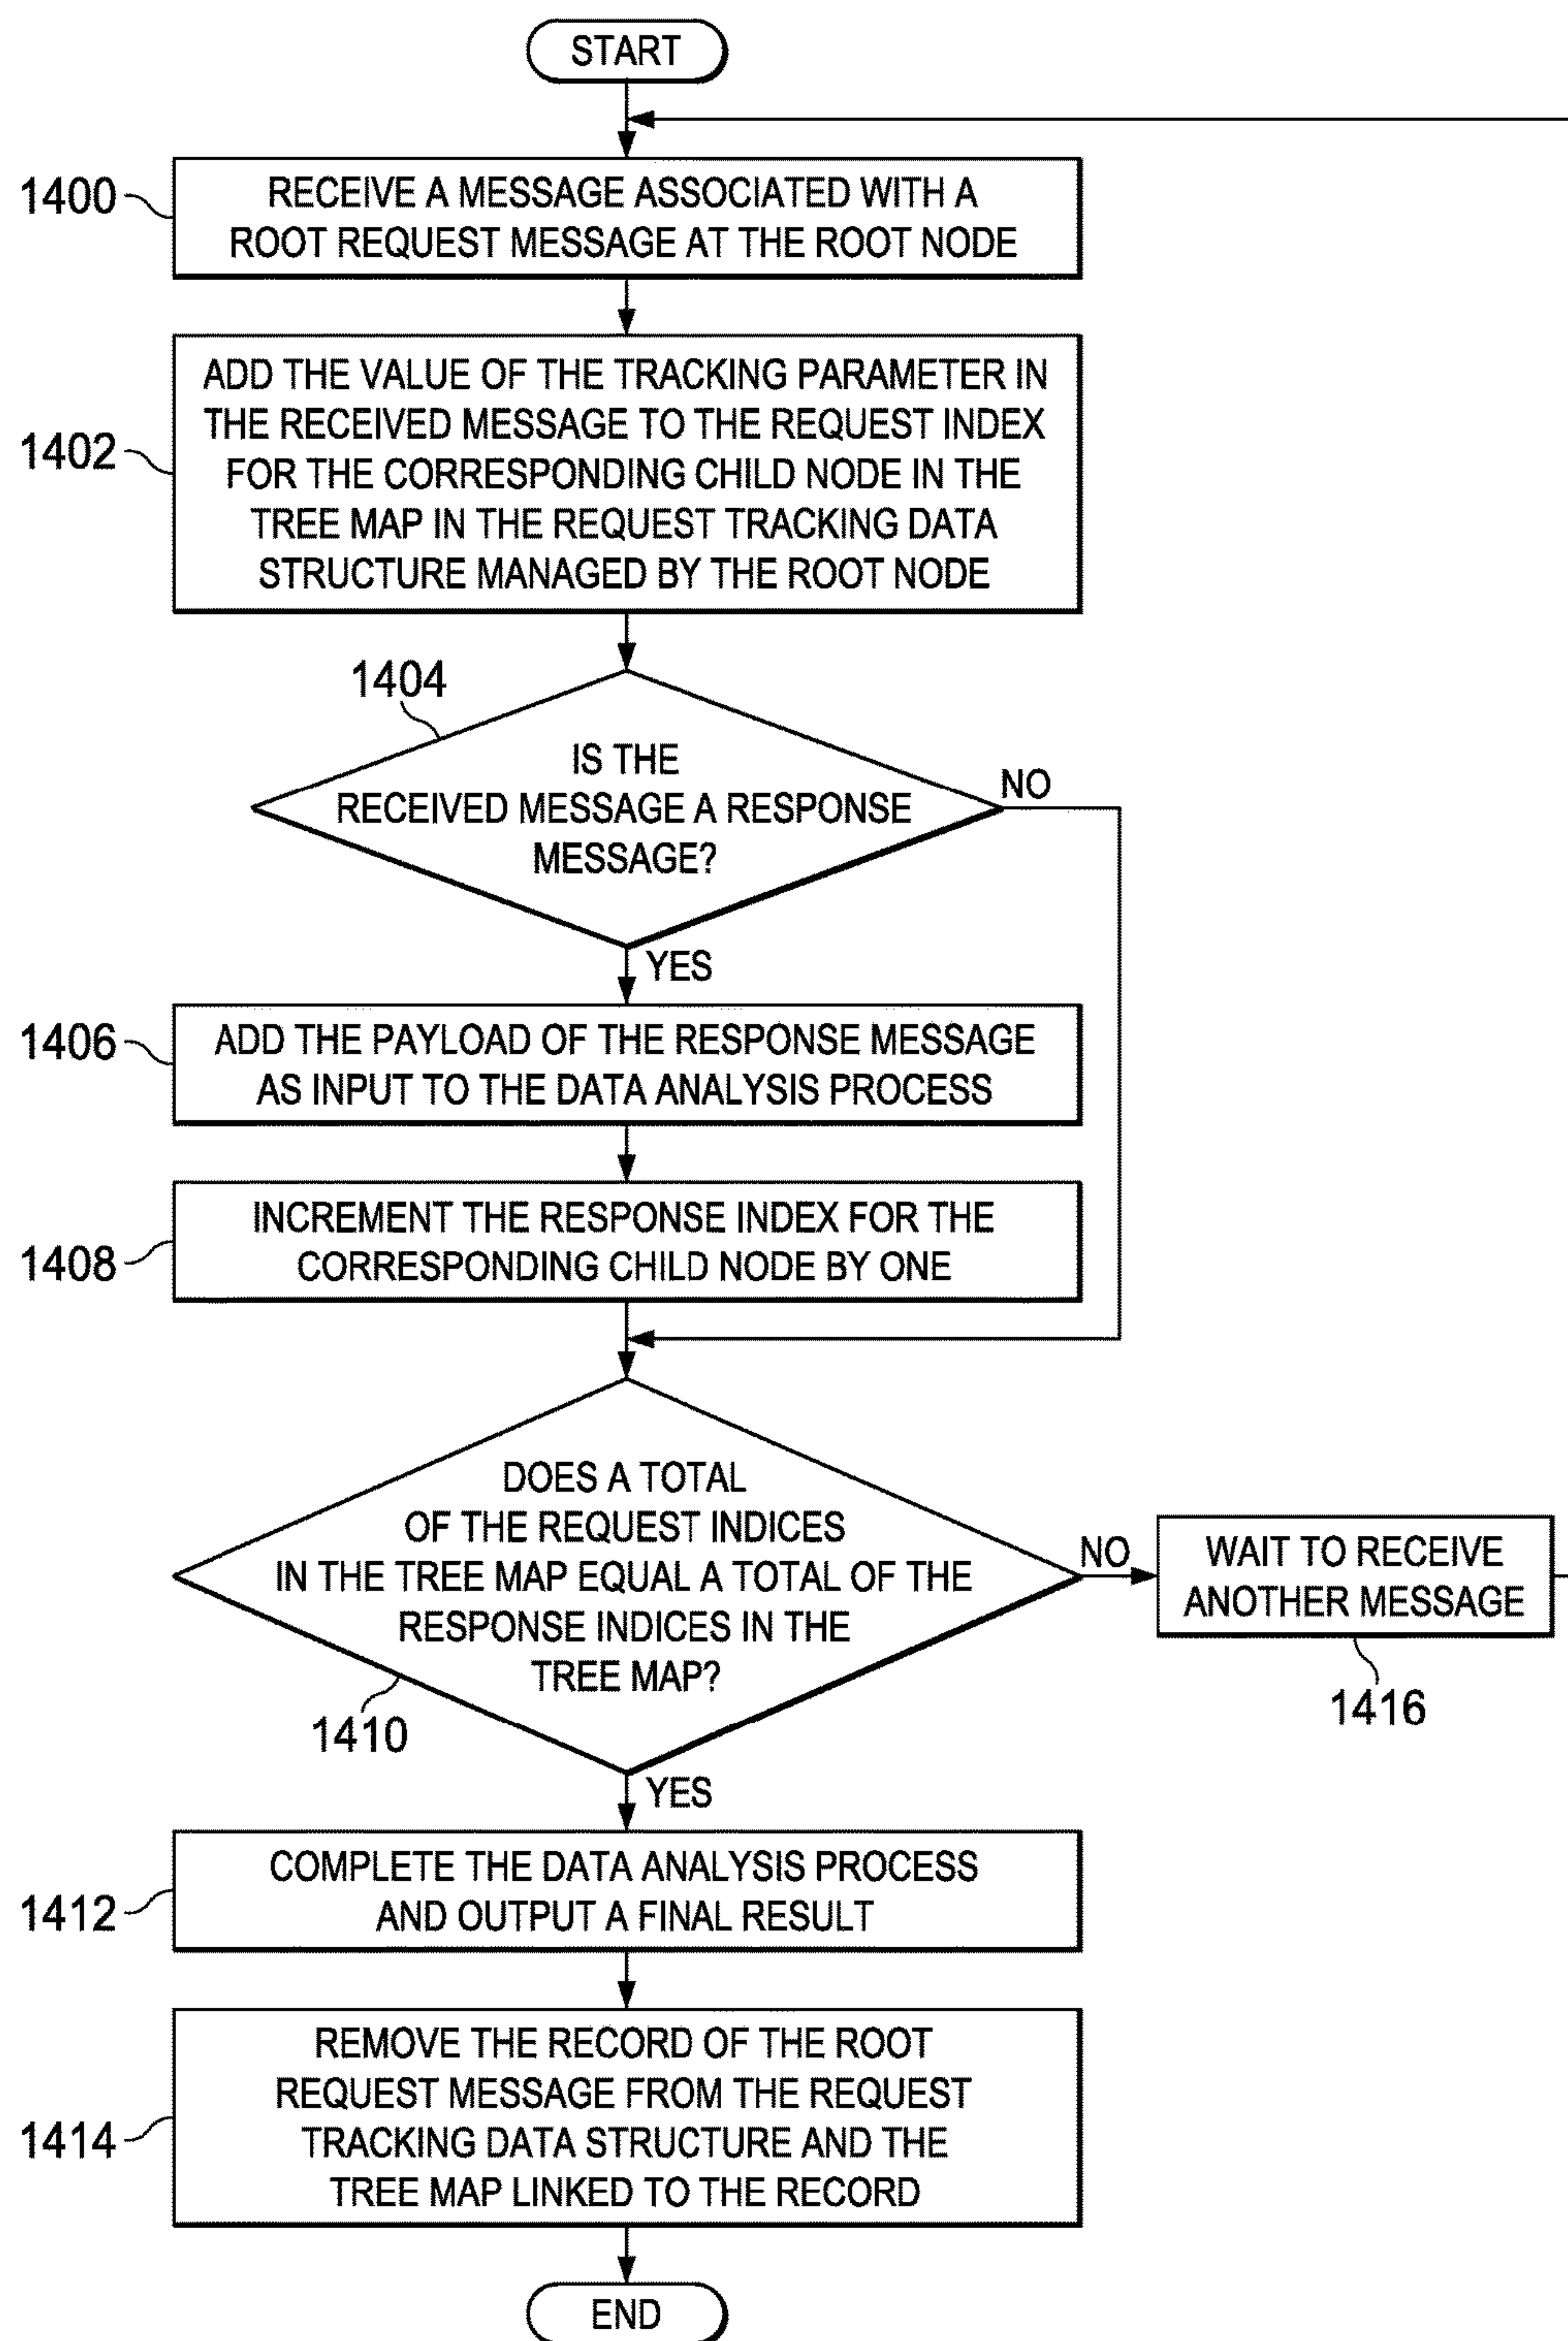 START
1400
RECEIVE A MESSAGE ASSOCIATED WITH A
ROOT REQUEST MESSAGE AT THE ROOT NODE
1402
ADD THE VALUE OF THE TRACKING PARAMETER IN
THE RECEIVED MESSAGE TO THE REQUEST INDEX
FOR THE CORRESPONDING CHILD NODE IN THE
TREE MAP IN THE REQUEST TRACKING DATA
STRUCTURE MANAGED BY THE ROOT NODE
1404
IS THE
RECEIVED MESSAGE A RESPONSE
MESSAGE?
NO
YES
1406
ADD THE PAYLOAD OF THE RESPONSE MESSAGE
AS INPUT TO THE DATA ANALYSIS PROCESS
1408
INCREMENT THE RESPONSE INDEX FOR THE
CORRESPONDING CHILD NODE BY ONE
DOES A TOTAL
OF THE REQUEST INDICES
IN THE TREE MAP EQUAL A TOTAL OF THE
RESPONSE INDICES IN THE
TREE MAP?
1410
NO
WAIT TO RECEIVE
ANOTHER MESSAGE
1416
YES
1412
COMPLETE THE DATA ANALYSIS PROCESS
AND OUTPUT A FINAL RESULT
1414
REMOVE THE RECORD OF THE ROOT
REQUEST MESSAGE FROM THE REQUEST
TRACKING DATA STRUCTURE AND THE
TREE MAP LINKED TO THE RECORD
END